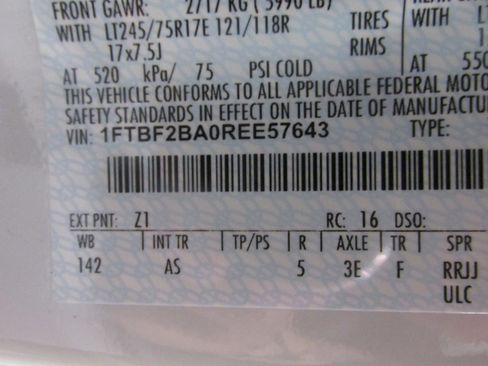 FRONT GAWR: 2717 KG ( 5990 LB)
WITH LT245/75R17E 121/118R TIRES WITH
17x7.5J RIMS
AT 520 kPa/ 75 PSI COLD AT 550
THIS VEHICLE CONFORMS TO ALL APPLICABLE FEDERAL
SAFETY STANDARDS IN EFFECT ON THE DATE OF
VIN: 1FTBF2BA0REE57643 TYPE:
EXT PNT: Z1 RC: 16 DSO:
WB INT TR TP/PS R AXLE TR SPR
142 AS 5 3E F RRJJ
ULC